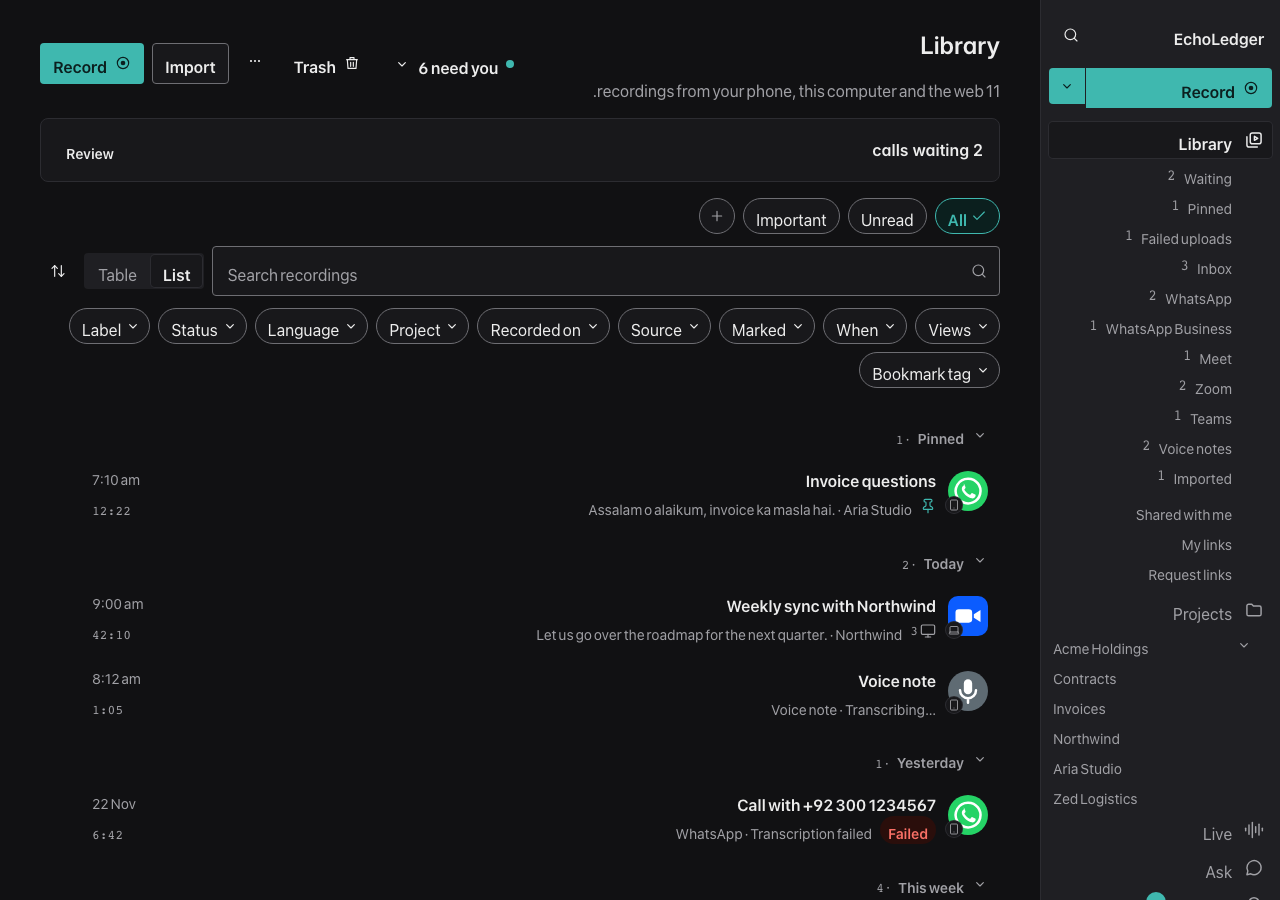 EchoLedger
Record
Library
Waiting 2
Pinned 1
Failed uploads 1
Inbox 3
WhatsApp 2
WhatsApp Business 1
Meet 1
Zoom 2
Teams 1
Voice notes 2
Imported 1
Shared with me
My links
Request links
Projects
Acme Holdings
Contracts
Invoices
Northwind
Aria Studio
Zed Logistics
Live
Ask
Library
.recordings from your phone, this computer and the web 11
6 need you
Trash
...
Import
Record
calls waiting 2
Review
All
Unread
Important
+
Search recordings
List
Table
Views
When
Marked
Source
Recorded on
Project
Language
Status
Label
Bookmark tag
Pinned · 1
Invoice questions
7:10 am
Assalam o alaikum, invoice ka masla hai. · Aria Studio
12:22
Today · 2
Weekly sync with Northwind
9:00 am
3
Let us go over the roadmap for the next quarter. · Northwind
42:10
Voice note
8:12 am
Voice note · Transcribing...
1:05
Yesterday · 1
Call with +92 300 1234567
22 Nov
Failed
WhatsApp · Transcription failed
6:42
This week · 4